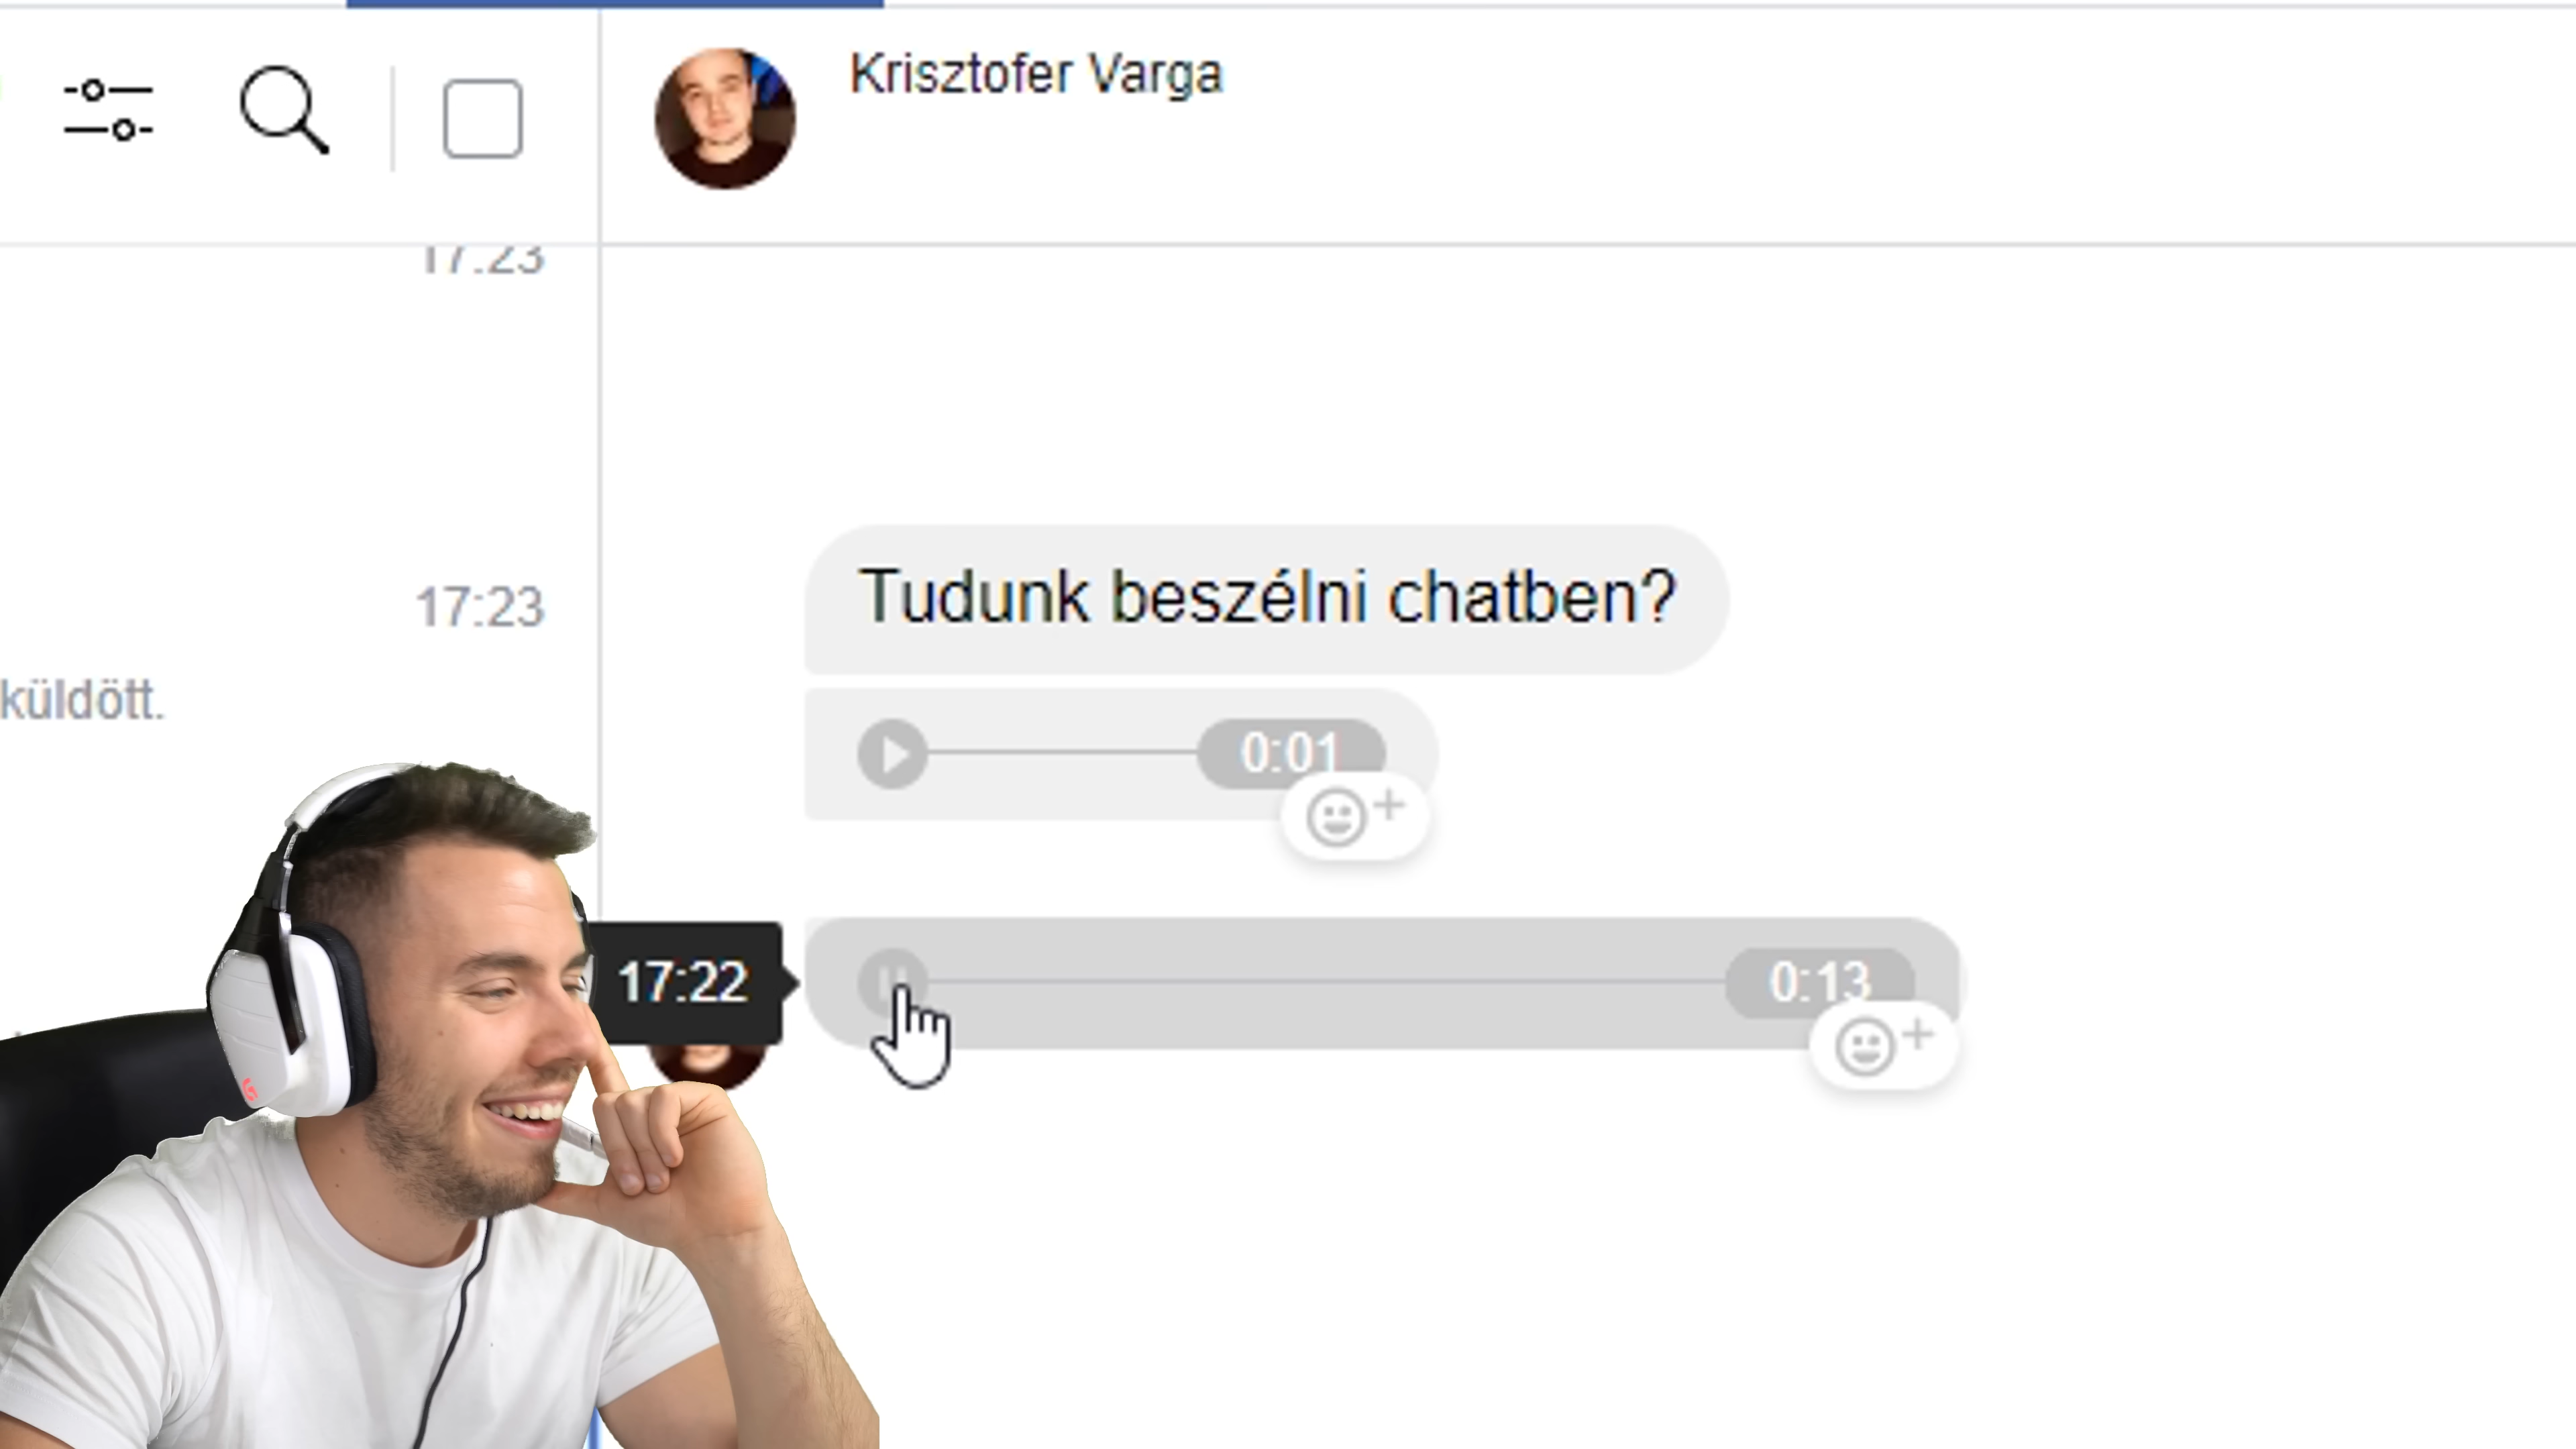 Krisztofer Varga
17:23
17:23
küldött.
Tudunk beszélni chatben?
0:01
17:22
0:13